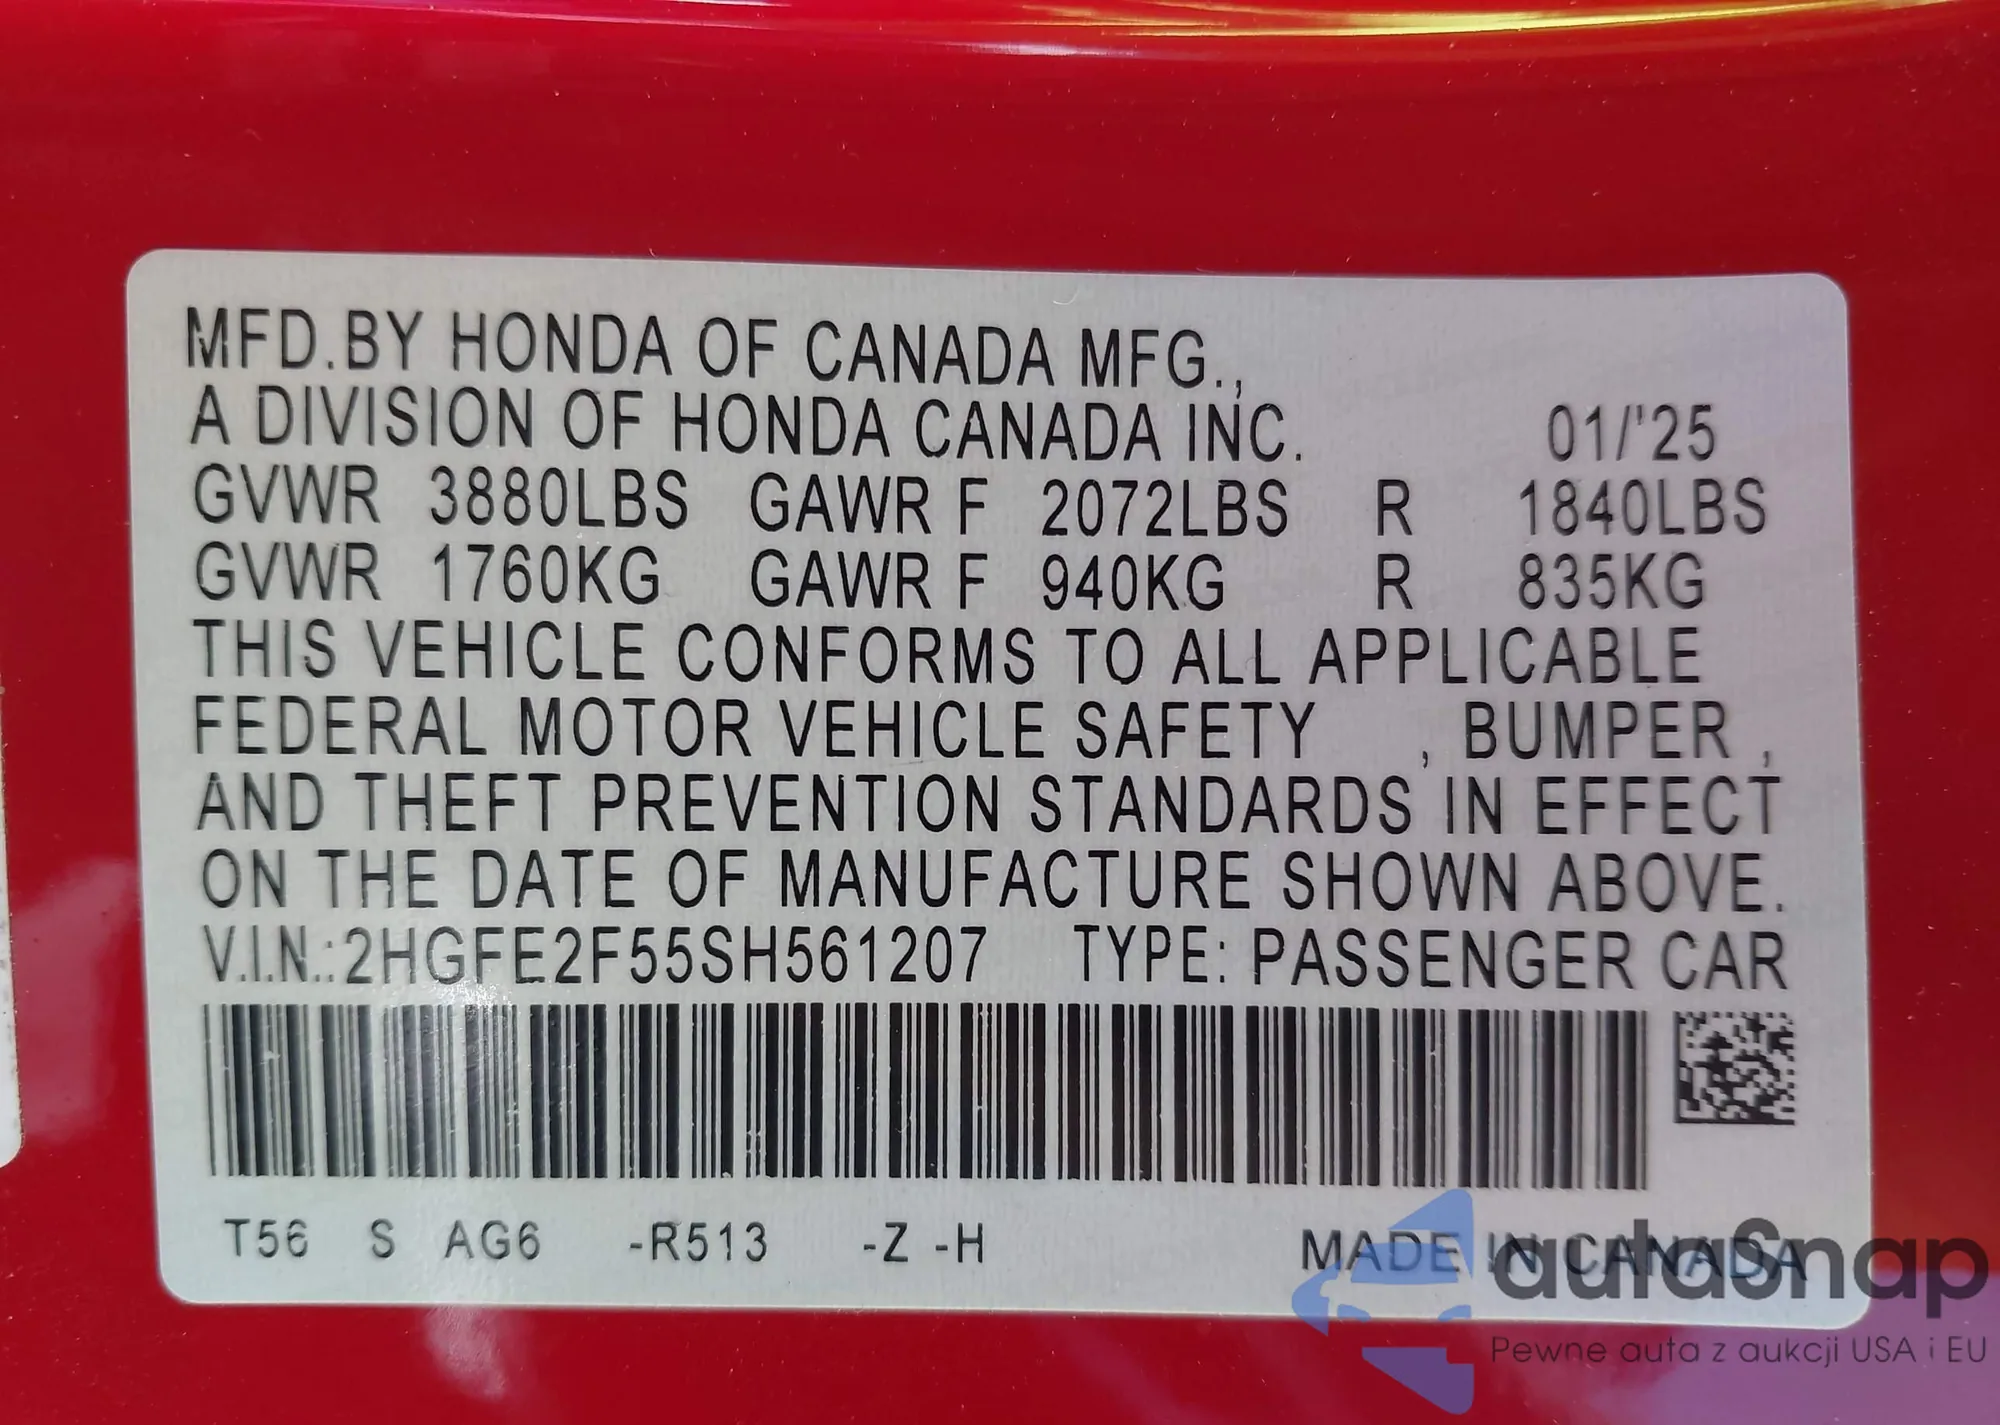 MFD.BY HONDA OF CANADA MFG.,
A DIVISION OF HONDA CANADA INC. 01/'25
GVWR 3880LBS GAWR F 2072LBS R 1840LBS
GVWR 1760KG GAWR F 940KG R 835KG
THIS VEHICLE CONFORMS TO ALL APPLICABLE
FEDERAL MOTOR VEHICLE SAFETY , BUMPER ,
AND THEFT PREVENTION STANDARDS IN EFFECT
ON THE DATE OF MANUFACTURE SHOWN ABOVE.
V.I.N.:2HGFE2F55SH561207 TYPE: PASSENGER CAR
T56 S AG6 -R513 -Z -H MADE IN CANADA
autaSnap
Pewne auta z aukcji USA i EU